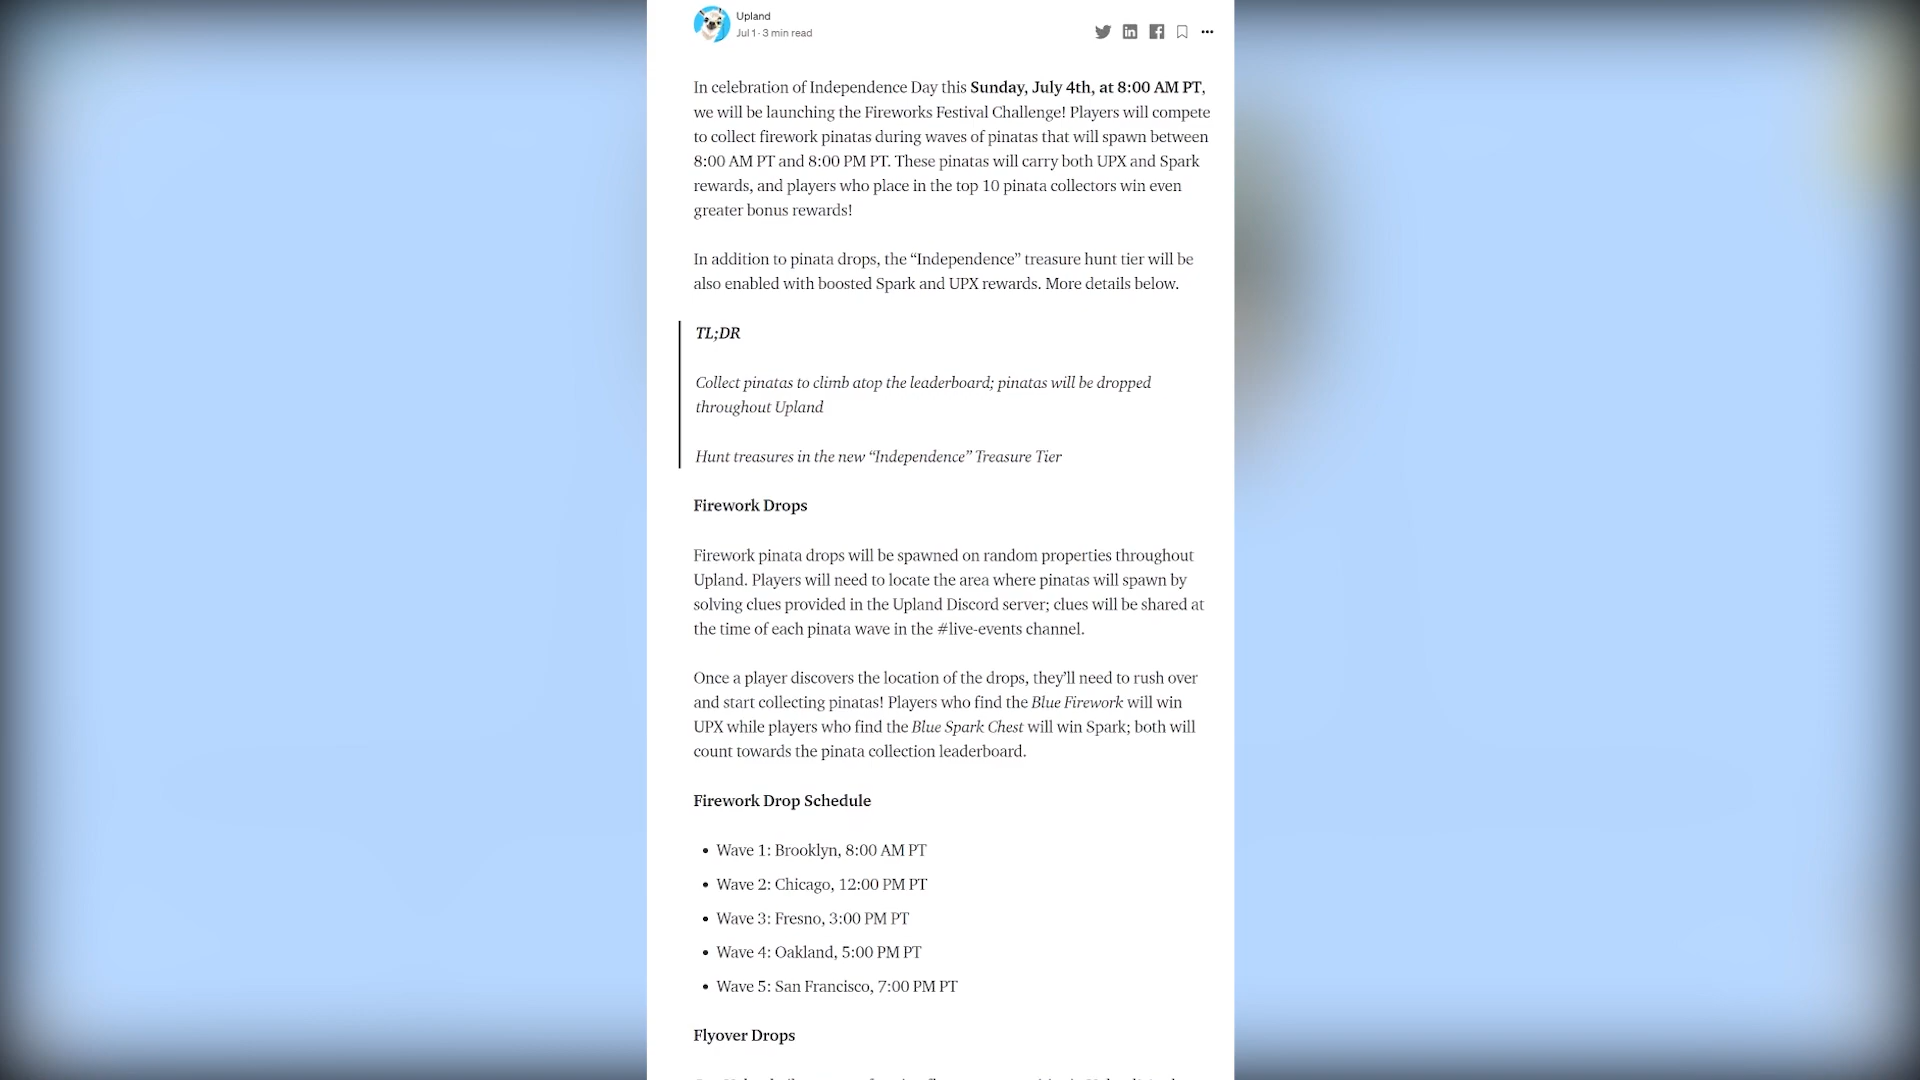 Upland
Jul 1 · 3 min read
In celebration of Independence Day this Sunday, July 4th, at 8:00 AM PT,
we will be launching the Fireworks Festival Challenge! Players will compete
to collect firework pinatas during waves of pinatas that will spawn between
8:00 AM PT and 8:00 PM PT. These pinatas will carry both UPX and Spark
rewards, and players who place in the top 10 pinata collectors win even
greater bonus rewards!
In addition to pinata drops, the “Independence” treasure hunt tier will be
also enabled with boosted Spark and UPX rewards. More details below.
TL;DR
Collect pinatas to climb atop the leaderboard; pinatas will be dropped
throughout Upland
Hunt treasures in the new “Independence” Treasure Tier
Firework Drops
Firework pinata drops will be spawned on random properties throughout
Upland. Players will need to locate the area where pinatas will spawn by
solving clues provided in the Upland Discord server; clues will be shared at
the time of each pinata wave in the #live-events channel.
Once a player discovers the location of the drops, they’ll need to rush over
and start collecting pinatas! Players who find the Blue Firework will win
UPX while players who find the Blue Spark Chest will win Spark; both will
count towards the pinata collection leaderboard.
Firework Drop Schedule
• Wave 1: Brooklyn, 8:00 AM PT
• Wave 2: Chicago, 12:00 PM PT
• Wave 3: Fresno, 3:00 PM PT
• Wave 4: Oakland, 5:00 PM PT
• Wave 5: San Francisco, 7:00 PM PT
Flyover Drops